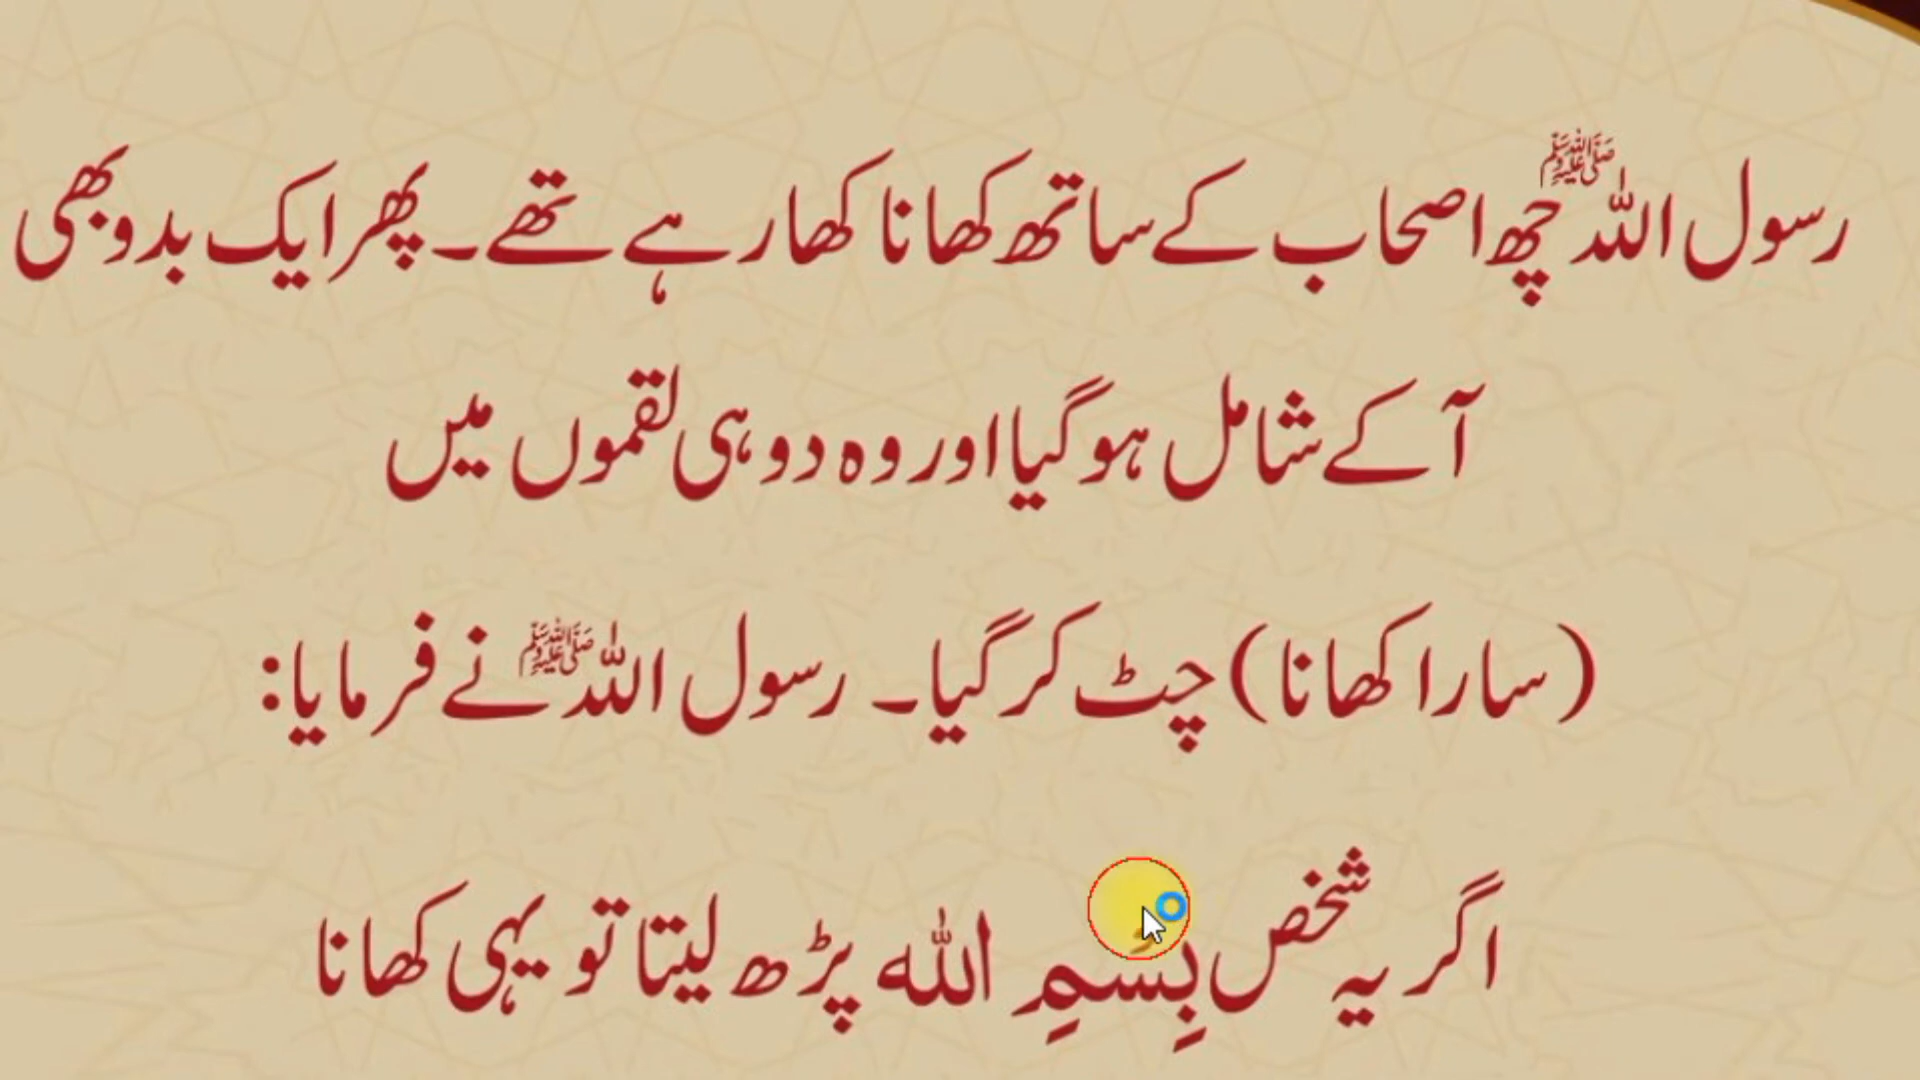 رسول اللہ ﷺ چھ اصحاب کے ساتھ کھانا کھا رہے تھے۔ پھر ایک بدو بھی
آ کے شامل ہو گیا اور وہ دو ہی لقموں میں
(سارا کھانا) چٹ کر گیا۔ رسول اللہ ﷺ نے فرمایا:
اگر یہ شخص بِسْمِ اللہ پڑھ لیتا تو یہی کھانا